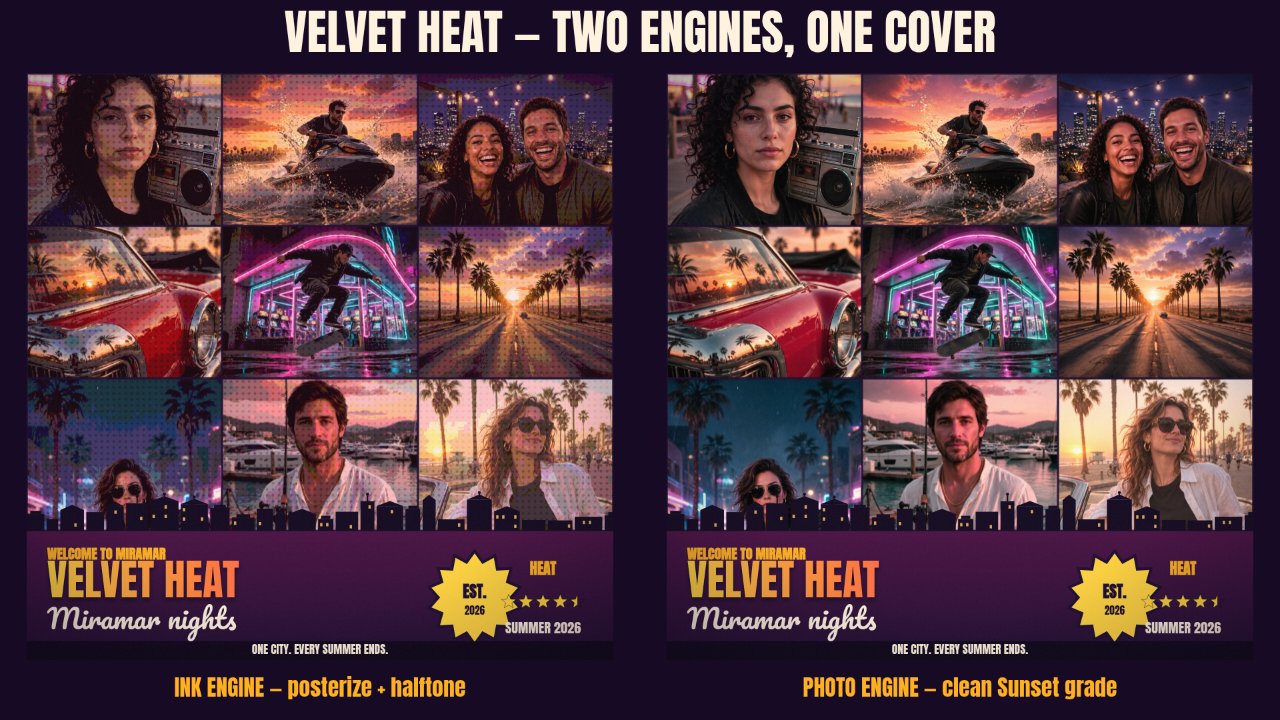 VELVET HEAT – TWO ENGINES, ONE COVER
WELCOME TO MIRAMAR
VELVET HEAT
Miramar nights
EST.
2026
HEAT
SUMMER 2026
ONE CITY. EVERY SUMMER ENDS.
INK ENGINE – posterize + halftone
WELCOME TO MIRAMAR
VELVET HEAT
Miramar nights
EST.
2026
HEAT
SUMMER 2026
ONE CITY. EVERY SUMMER ENDS.
PHOTO ENGINE – clean Sunset grade